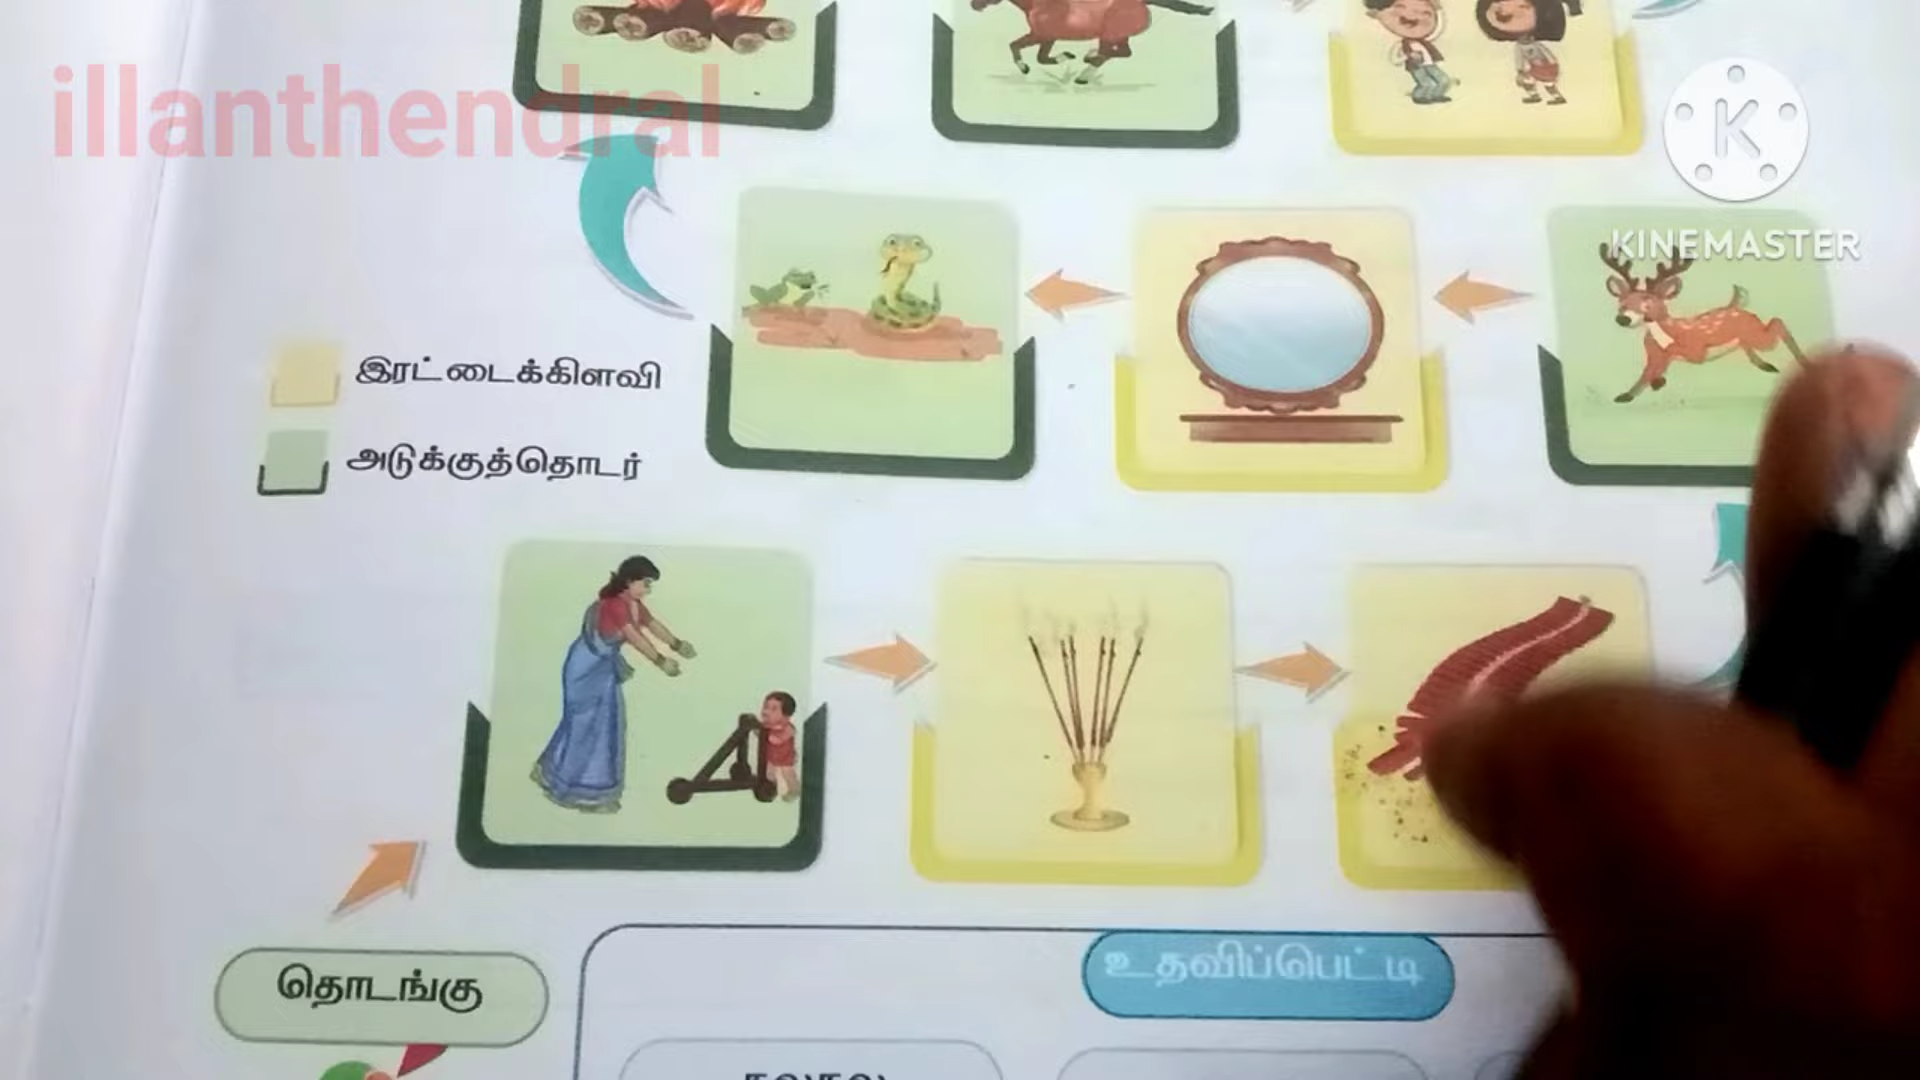 illanthendral
KINEMASTER
இரட்டைக்கிளவி
அடுக்குத்தொடர்
தொடங்கு
உதவிப்பெட்டி